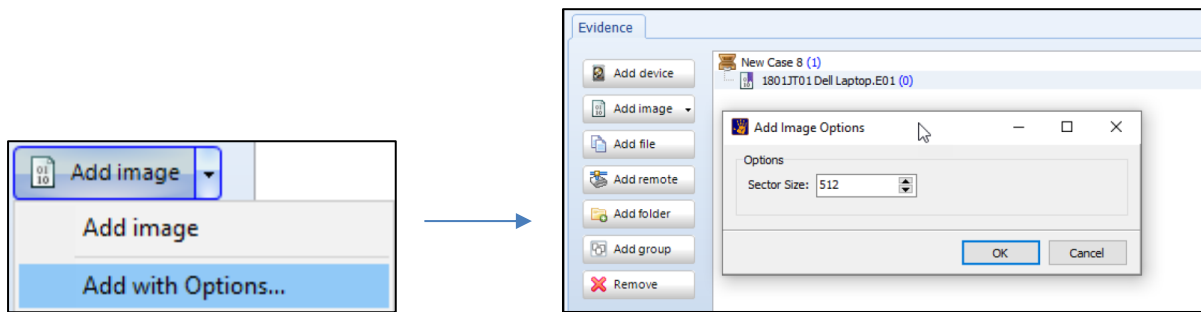 Add image
Add image
Add with Options...
Evidence
Add device
Add image
Add file
Add remote
Add folder
Add group
Remove
New Case 8 (1)
1801JT01 Dell Laptop.E01 (0)
Add Image Options
Options
Sector Size: 512
OK Cancel